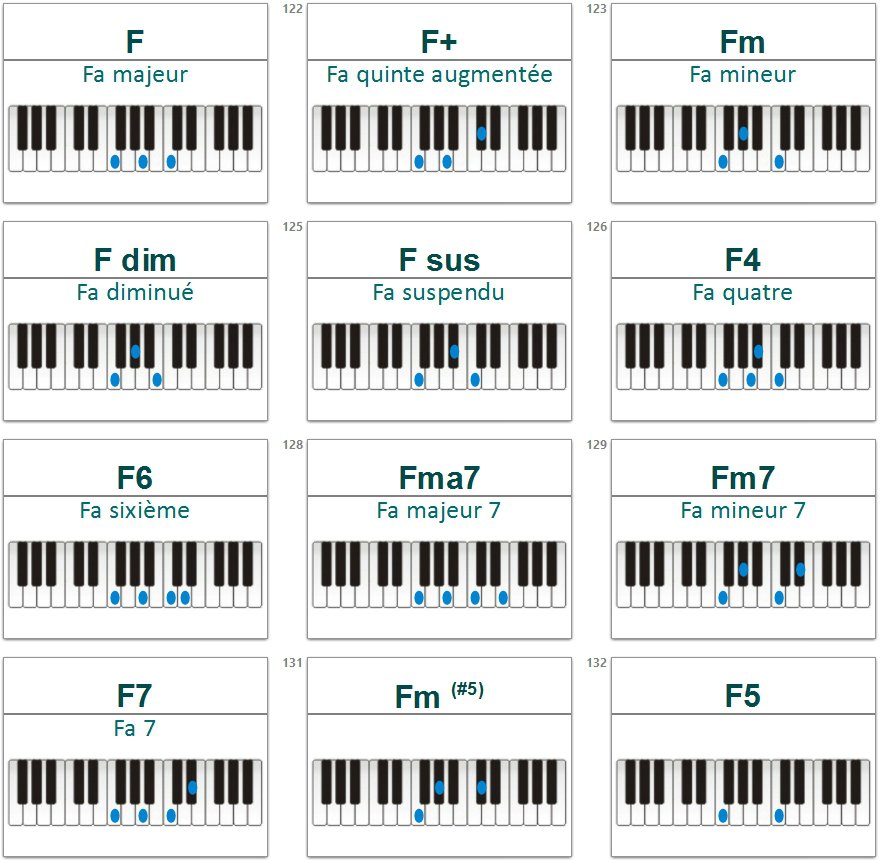 F
Fa majeur
122
F+
Fa quinte augmentée
123
Fm
Fa mineur
F dim
Fa diminué
125
F sus
Fa suspendu
126
F4
Fa quatre
F6
Fa sixième
128
Fma7
Fa majeur 7
129
Fm7
Fa mineur 7
F7
Fa 7
131
Fm (#5)
132
F5